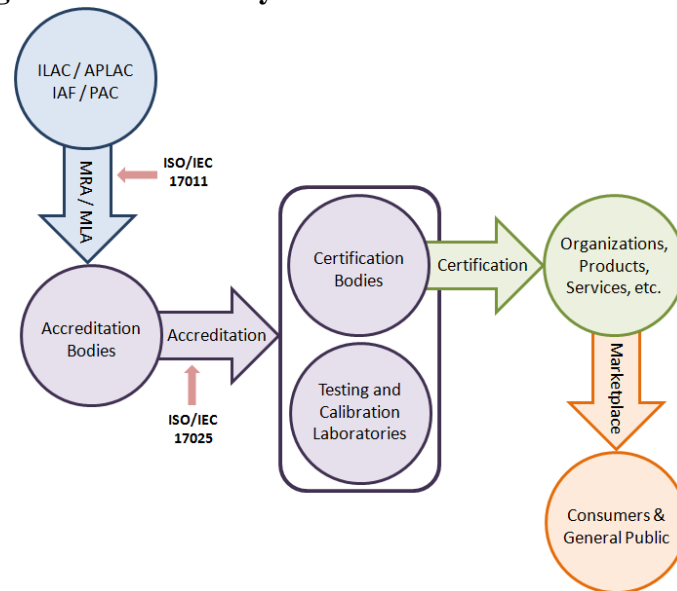 ILAC / APLAC
IAF / PAC
MRA / MLA
ISO/IEC
17011
Accreditation
Bodies
Accreditation
ISO/IEC
17025
Certification
Bodies
Testing and
Calibration
Laboratories
Certification
Organizations,
Products,
Services, etc.
Marketplace
Consumers &
General Public